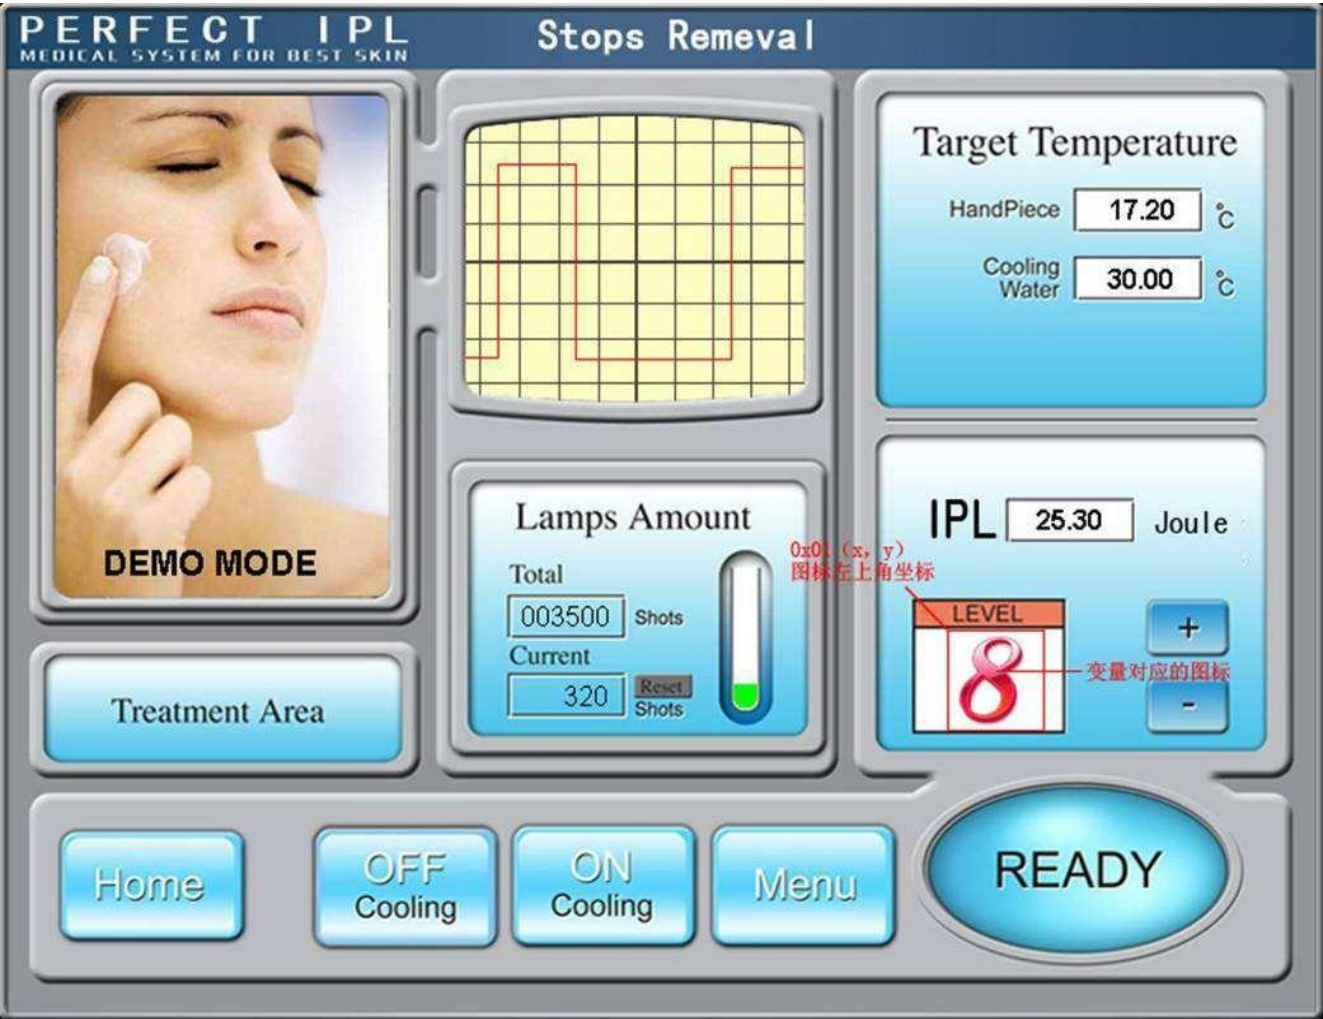 PERFECT IPL
MEDICAL SYSTEM FOR BEST SKIN
Stops Remeval
DEMO MODE
Treatment Area
Lamps Amount
Total
003500 Shots
Current
320 Reset
Shots
Target Temperature
HandPiece 17.20 ℃
Cooling
Water 30.00 ℃
IPL 25.30 Joule
0x01 (x, y)
图标左上角坐标
LEVEL
8
+
变量对应的图标
-
Home
OFF
Cooling
ON
Cooling
Menu
READY